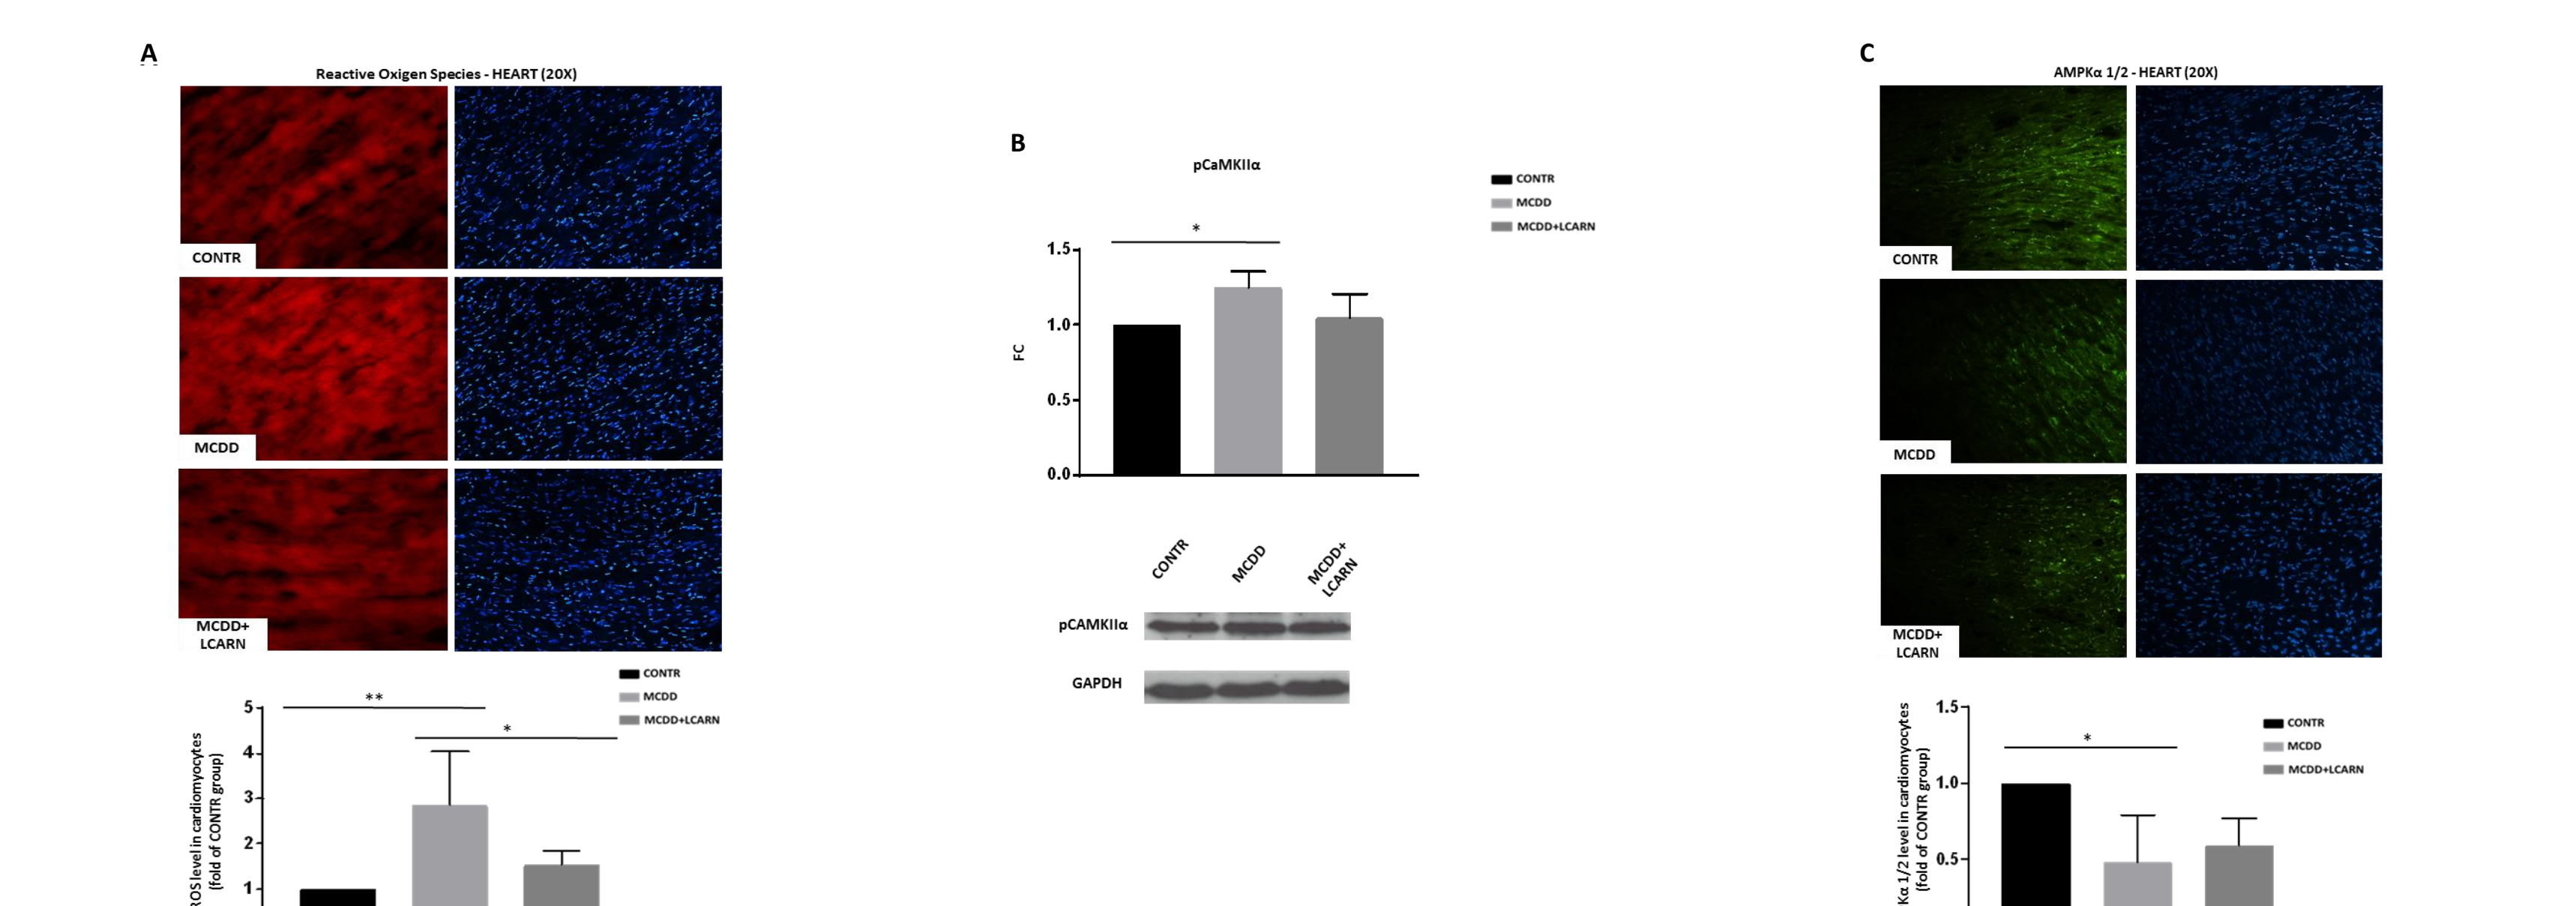 A
Reactive Oxigen Species - HEART (20X)
CONTR
MCDD
MCDD+
LCARN
CONTR
MCDD
MCDD+LCARN
**
*
5
4
3
2
1
ROS level in cardiomyocytes
(fold of CONTR group)
B
pCaMKIIα
CONTR
MCDD
MCDD+LCARN
*
1.5
1.0
0.5
0.0
FC
CONTR
MCDD
MCDD+
LCARN
pCAMKIIα
GAPDH
C
AMPKα 1/2 - HEART (20X)
CONTR
MCDD
MCDD+
LCARN
CONTR
MCDD
MCDD+LCARN
*
1.5
1.0
0.5
Kα 1/2 level in cardiomyocytes
(fold of CONTR group)